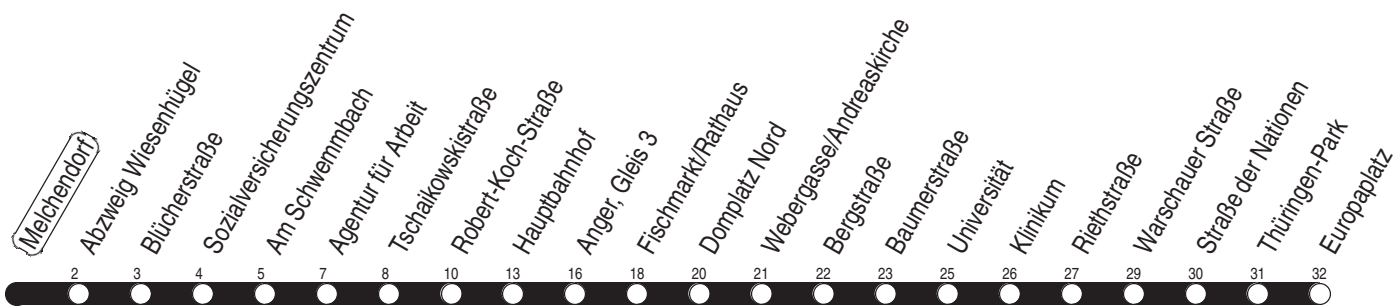 Melchendorf
Abzweig Wiesenhügel
Blücherstraße
Sozialversicherungszentrum
Am Schwemmbach
Agentur für Arbeit
Tschaikowskistraße
Robert-Koch-Straße
Hauptbahnhof
Anger, Gleis 3
Fischmarkt/Rathaus
Domplatz Nord
Webergasse/Andreaskirche
Bergstraße
Baumerstraße
Universität
Klinikum
Riethstraße
Warschauer Straße
Straße der Nationen
Thüringen-Park
Europaplatz
2 3 4 5 7 8 10 13 16 18 20 21 22 23 25 26 27 29 30 31 32